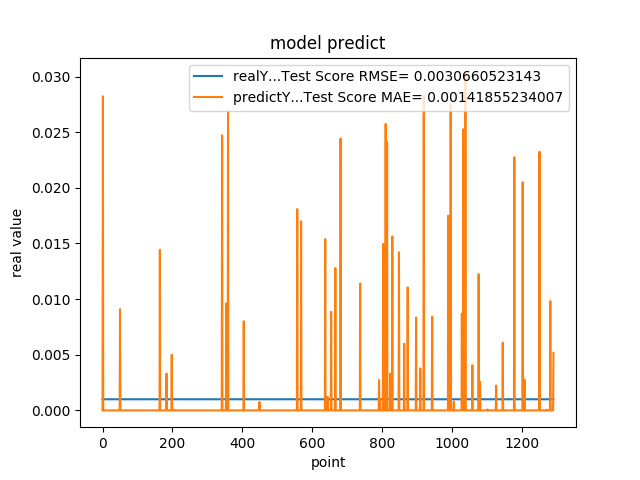 model predict
realY...Test Score RMSE= 0.0030660523143
predictY...Test Score MAE= 0.00141855234007
real value
0.030
0.025
0.020
0.015
0.010
0.005
0.000
0 200 400 600 800 1000 1200
point